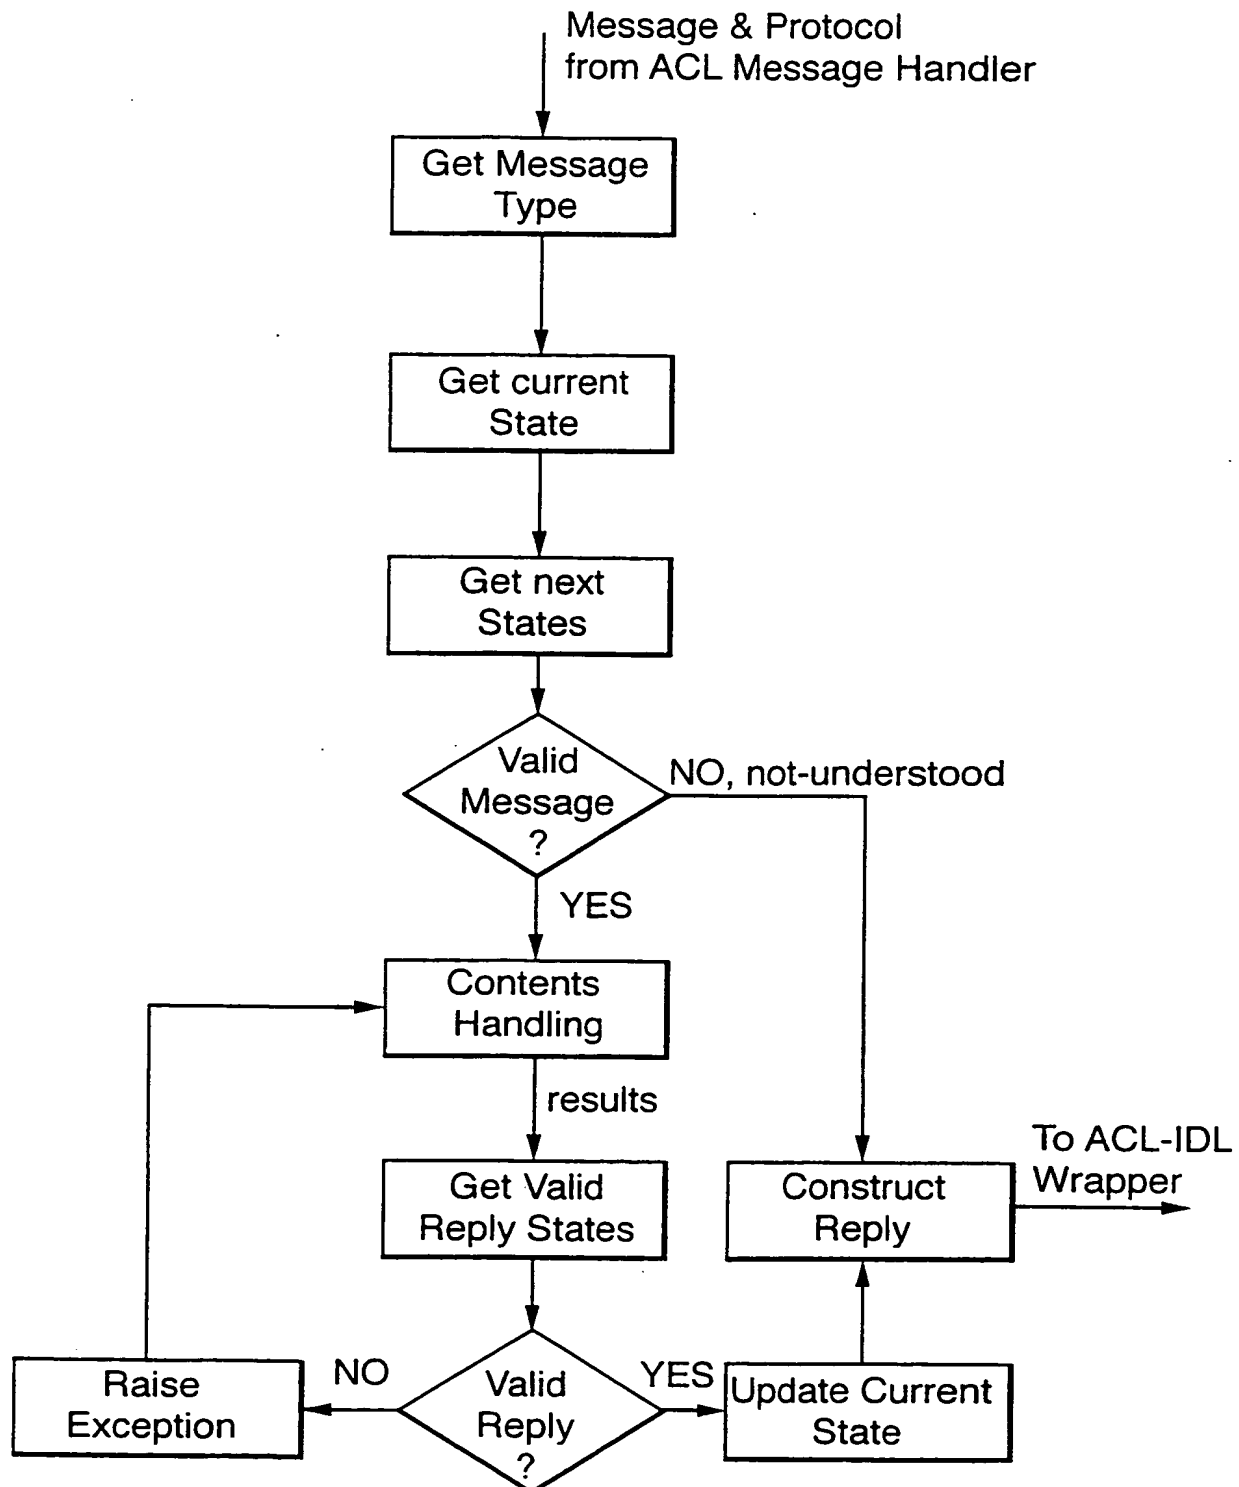 Message & Protocol
from ACL Message Handler
Get Message
Type
Get current
State
Get next
States
Valid
Message
?
NO, not-understood
YES
Contents
Handling
results
Get Valid
Reply States
To ACL-IDL
Wrapper
Construct
Reply
Raise
Exception
NO
Valid
Reply
?
YES
Update Current
State